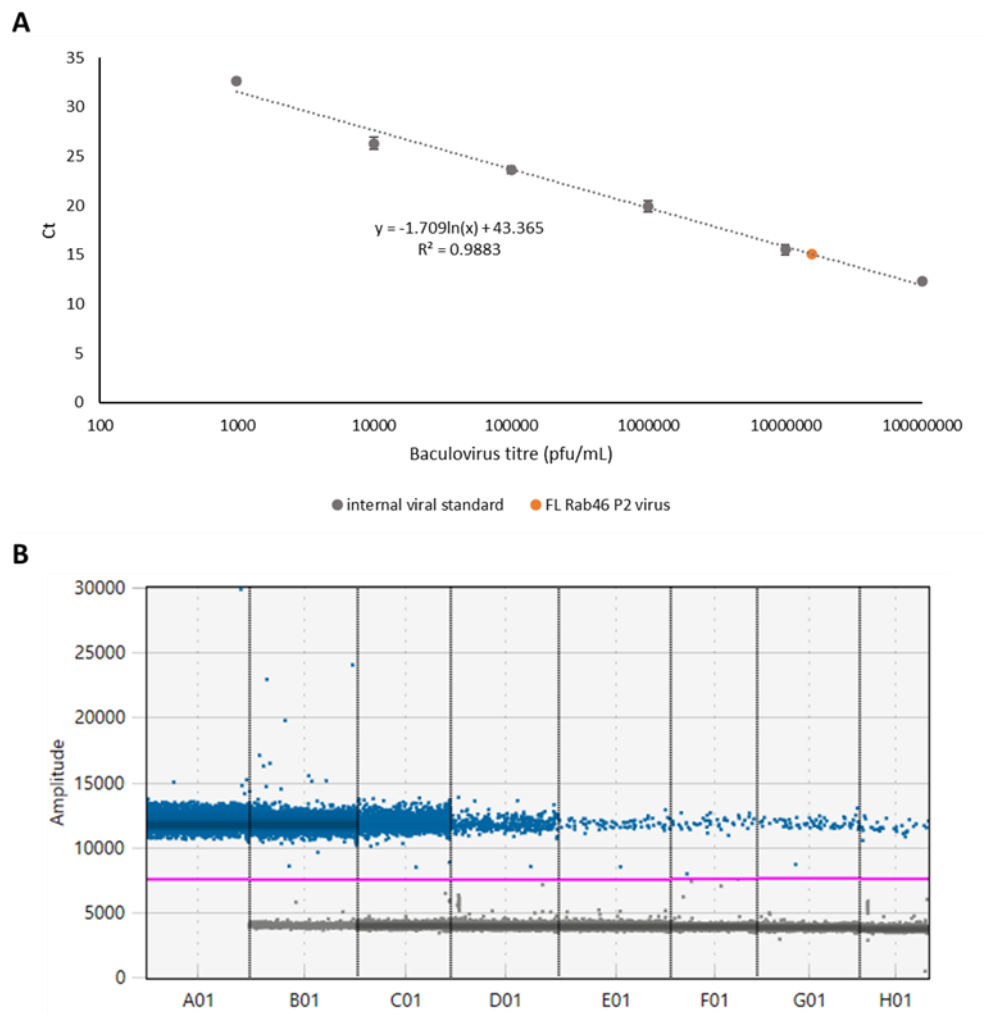 A
35
30
25
20
15
10
5
0
Ct
y = -1.709ln(x) + 43.365
R² = 0.9883
100 1000 10000 100000 1000000 10000000 100000000
Baculovirus titre (pfu/mL)
internal viral standard FL Rab46 P2 virus
B
30000
25000
20000
15000
10000
5000
0
Amplitude
A01 B01 C01 D01 E01 F01 G01 H01